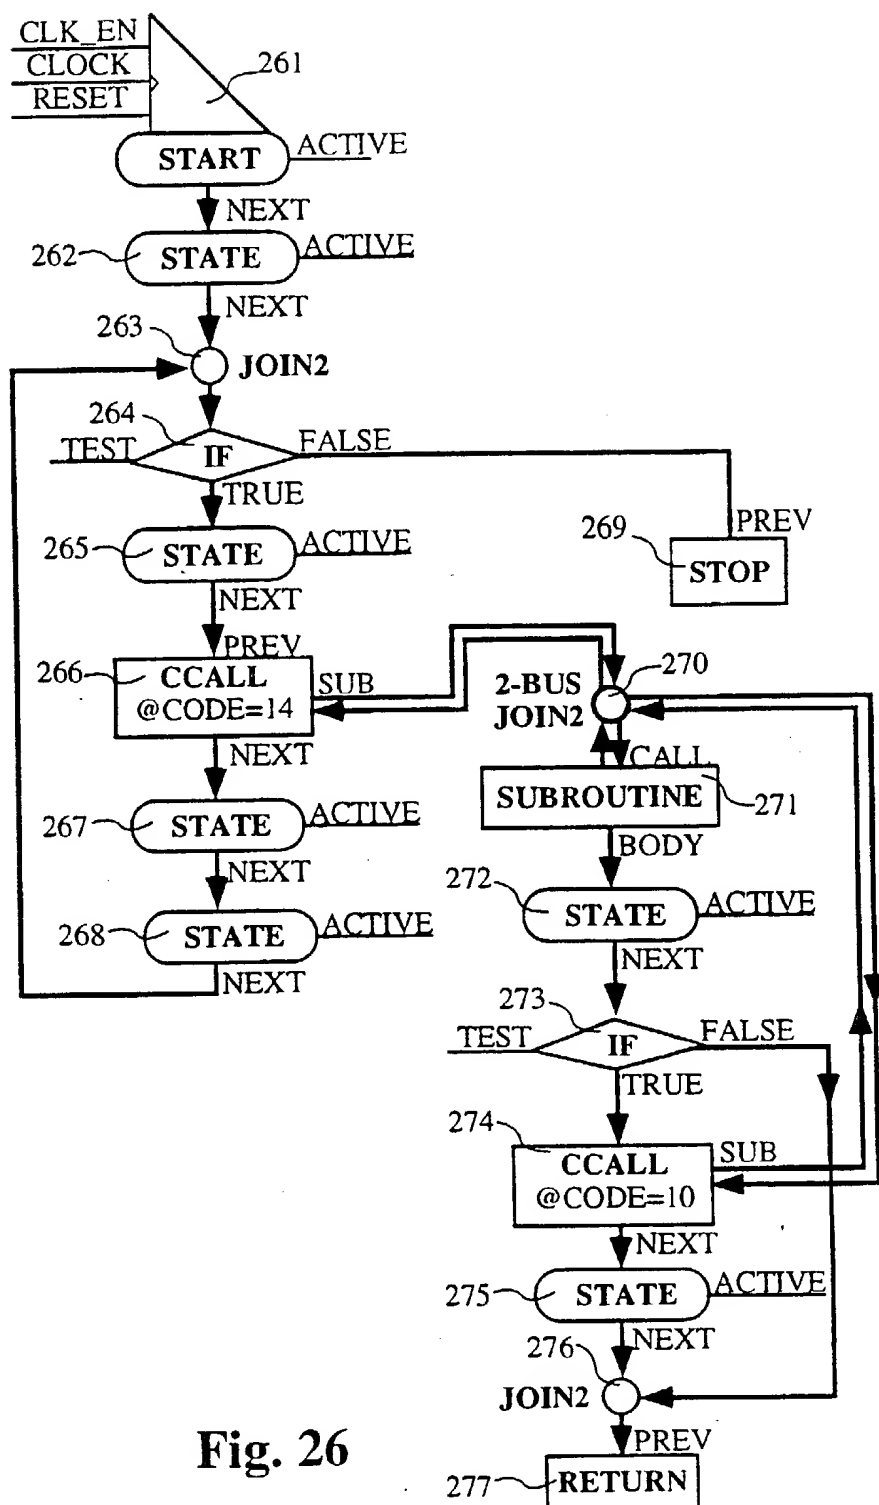 CLK_EN
CLOCK
RESET
261
START
ACTIVE
NEXT
262
STATE
ACTIVE
NEXT
263
JOIN2
264
TEST
IF
FALSE
TRUE
265
STATE
ACTIVE
269
PREV
STOP
NEXT
PREV
266
CCALL
@CODE=14
SUB
2-BUS
JOIN2
270
NEXT
CALL
SUBROUTINE
271
267
STATE
ACTIVE
BODY
NEXT
272
STATE
ACTIVE
268
STATE
ACTIVE
NEXT
NEXT
273
TEST
IF
FALSE
TRUE
274
CCALL
@CODE=10
SUB
NEXT
275
STATE
ACTIVE
NEXT
276
JOIN2
PREV
277
RETURN
Fig. 26